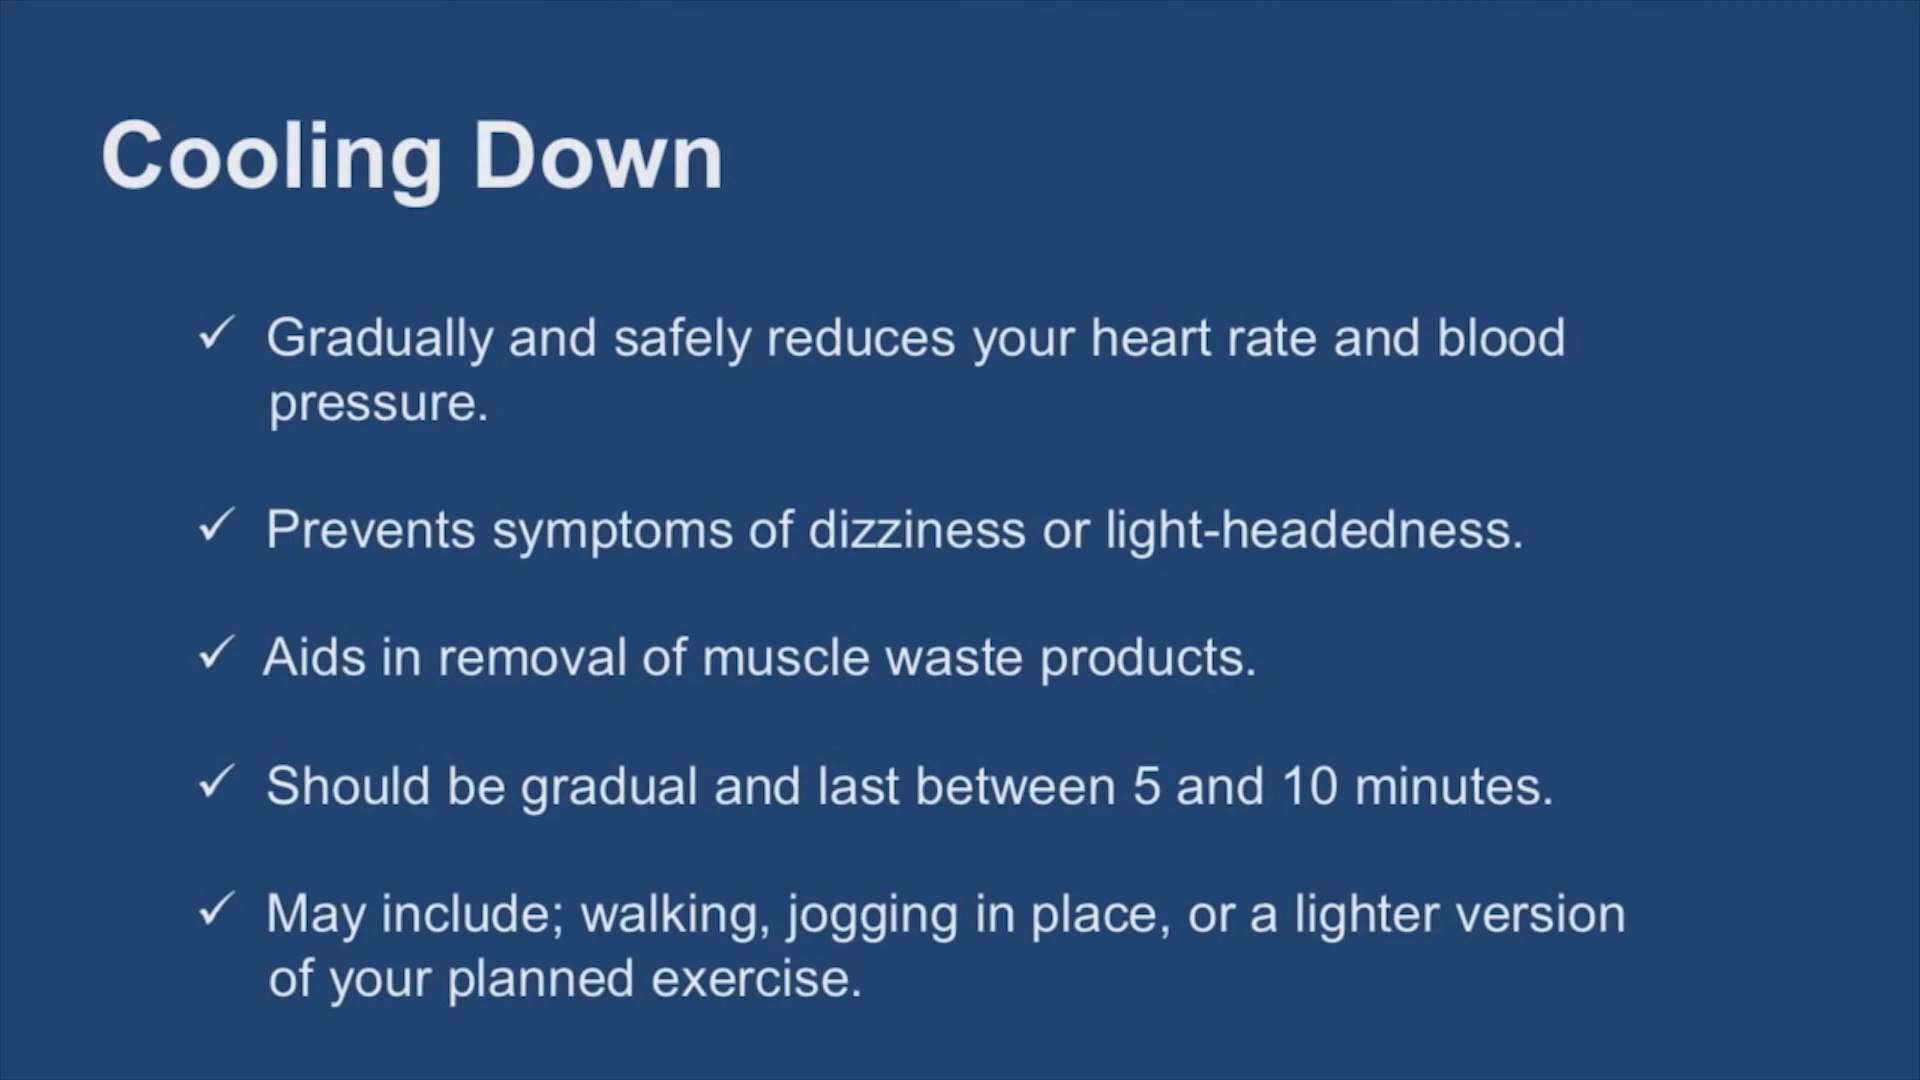 Cooling Down
✓ Gradually and safely reduces your heart rate and blood
pressure.
✓ Prevents symptoms of dizziness or light-headedness.
✓ Aids in removal of muscle waste products.
✓ Should be gradual and last between 5 and 10 minutes.
✓ May include; walking, jogging in place, or a lighter version
of your planned exercise.